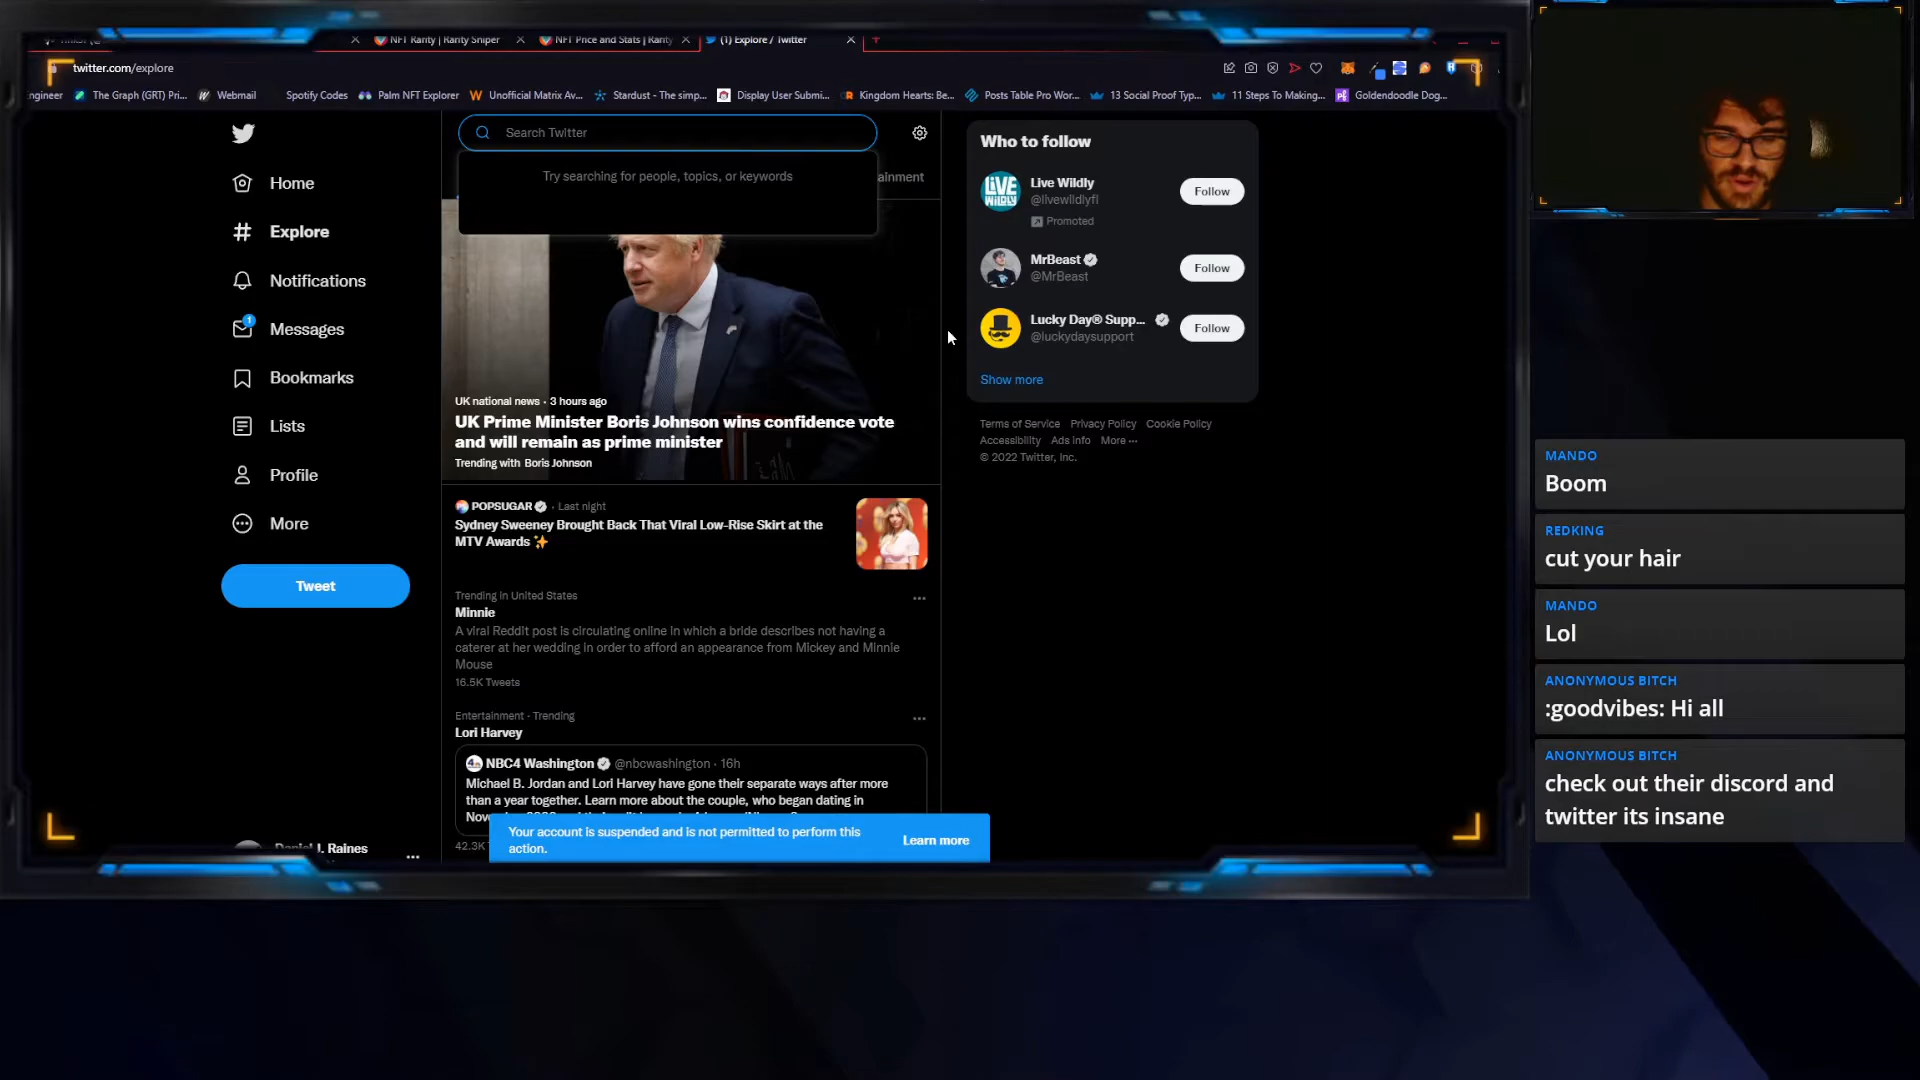 NFT Rarity | Rarity Sniper
NFT Price and Stats | Rarity
(1) Explore / Twitter
twitter.com/explore
ngineer
The Graph (GRT) Pri...
Webmail
Spotify Codes
Palm NFT Explorer
Unofficial Matrix Av...
Stardust - The simp...
Display User Submi...
Kingdom Hearts: Be...
Posts Table Pro Wor...
13 Social Proof Typ...
11 Steps To Making...
Goldendoodle Dog...
Home
Explore
Notifications
1
Messages
Bookmarks
Lists
Profile
More
Tweet
Daniel J. Raines
Search Twitter
Try searching for people, topics, or keywords
ainment
UK national news · 3 hours ago
UK Prime Minister Boris Johnson wins confidence vote
and will remain as prime minister
Trending with Boris Johnson
POPSUGAR · Last night
Sydney Sweeney Brought Back That Viral Low-Rise Skirt at the
MTV Awards ✨
Trending in United States
Minnie
A viral Reddit post is circulating online in which a bride describes not having a
caterer at her wedding in order to afford an appearance from Mickey and Minnie
Mouse
16.5K Tweets
Entertainment · Trending
Lori Harvey
NBC4 Washington @nbcwashington · 16h
Michael B. Jordan and Lori Harvey have gone their separate ways after more
than a year together. Learn more about the couple, who began dating in
42.3K
Your account is suspended and is not permitted to perform this
action.
Learn more
Who to follow
LIVE WILDLY
Live Wildly
@livewildlyfl
Promoted
Follow
MrBeast
@MrBeast
Follow
Lucky Day® Supp...
@luckydaysupport
Follow
Show more
Terms of Service Privacy Policy Cookie Policy
Accessibility Ads info More ···
© 2022 Twitter, Inc.
MANDO
Boom
REDKING
cut your hair
MANDO
Lol
ANONYMOUS BITCH
:goodvibes: Hi all
ANONYMOUS BITCH
check out their discord and
twitter its insane